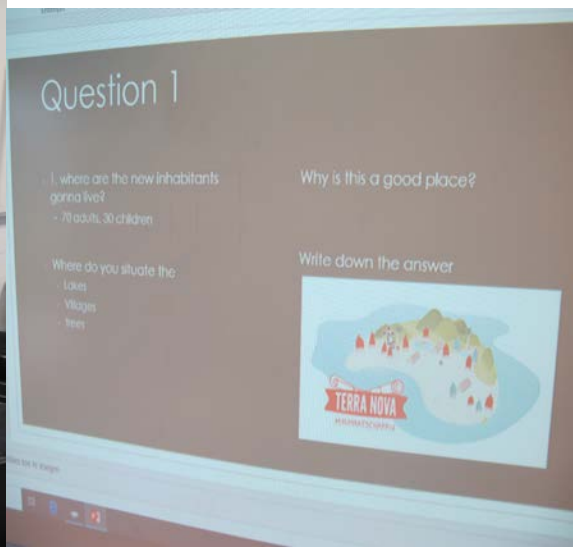 Question 1
1. where are the new inhabitants
gonna live?
- 70 adults, 30 children
Where do you situate the
- Lakes
- Villages
- trees
Why is this a good place?
Write down the answer
TERRA NOVA